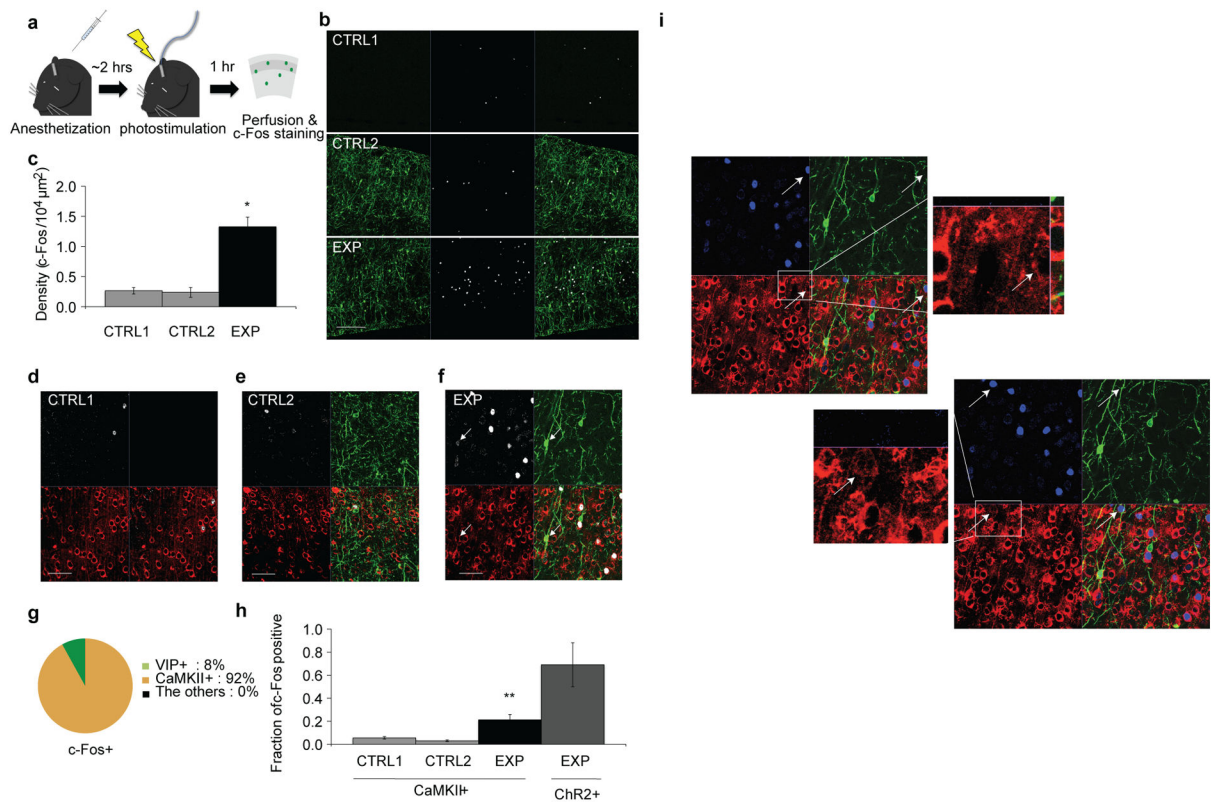 a
~2 hrs
1 hr
Anesthetization
photostimulation
Perfusion &
c-Fos staining
b
CTRL1
CTRL2
EXP
c
Density (c-Fos/10⁴ µm²)
2.0
1.5
1.0
0.5
0.0
*
CTRL1
CTRL2
EXP
d
CTRL1
e
CTRL2
f
EXP
g
VIP+ : 8%
CaMKII+ : 92%
The others : 0%
c-Fos+
h
Fraction ofc-Fos positive
1.0
0.8
0.6
0.4
0.2
0.0
**
CTRL1
CTRL2
EXP
EXP
CaMKII+
ChR2+
i